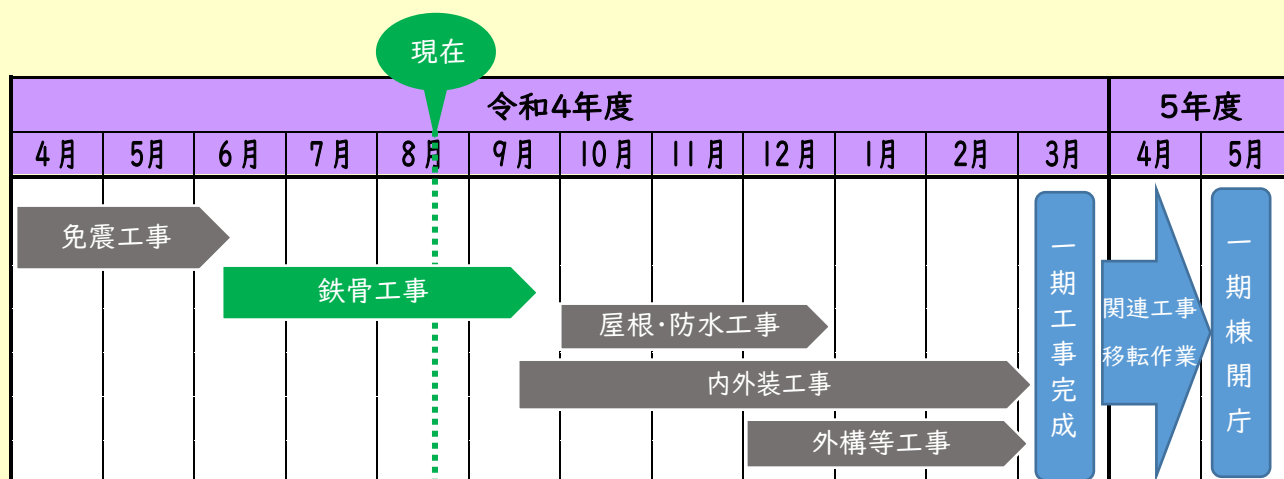 現在
令和4年度 5年度
4月 5月 6月 7月 8月 9月 10月 11月 12月 1月 2月 3月 4月 5月
免震工事
鉄骨工事
屋根・防水工事
内外装工事
外構等工事
一期工事完成
関連工事
移転作業
一期棟開庁